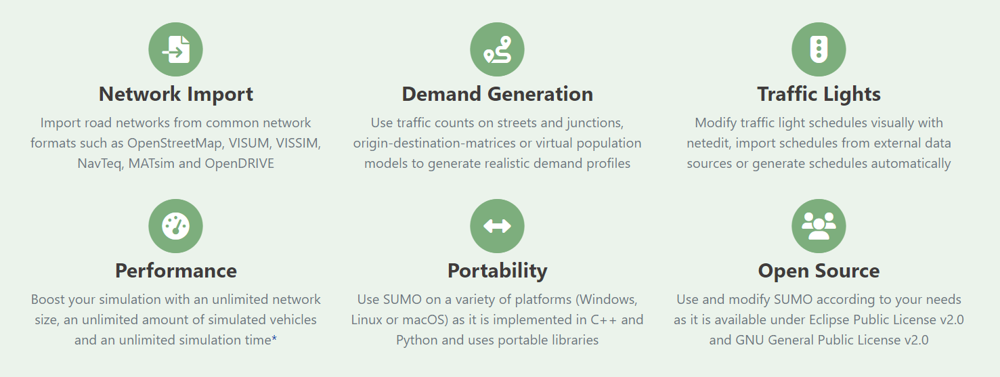 Network Import
Import road networks from common network
formats such as OpenStreetMap, VISUM, VISSIM,
NavTeq, MATsim and OpenDRIVE
Demand Generation
Use traffic counts on streets and junctions,
origin-destination-matrices or virtual population
models to generate realistic demand profiles
Traffic Lights
Modify traffic light schedules visually with
netedit, import schedules from external data
sources or generate schedules automatically
Performance
Boost your simulation with an unlimited network
size, an unlimited amount of simulated vehicles
and an unlimited simulation time*
Portability
Use SUMO on a variety of platforms (Windows,
Linux or macOS) as it is implemented in C++ and
Python and uses portable libraries
Open Source
Use and modify SUMO according to your needs
as it is available under Eclipse Public License v2.0
and GNU General Public License v2.0